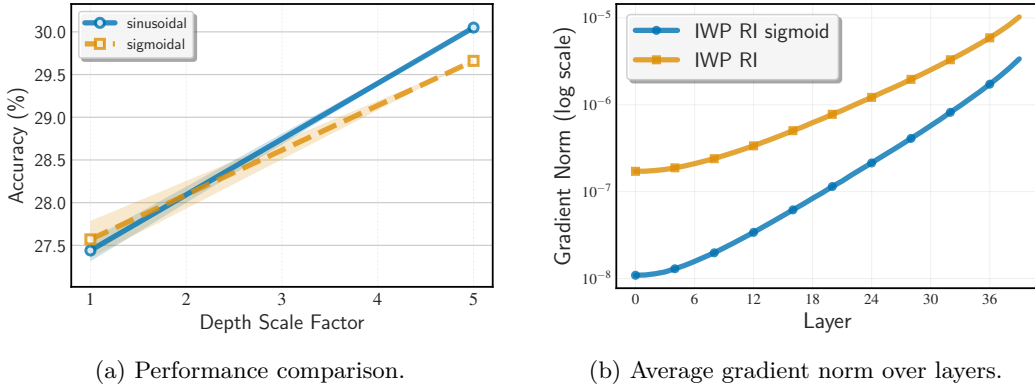 sinusoidal
sigmoidal
30.0
29.5
29.0
28.5
28.0
27.5
Accuracy (%)
1
2
3
4
5
Depth Scale Factor
(a) Performance comparison.
IWP RI sigmoid
IWP RI
10⁻⁵
10⁻⁶
10⁻⁷
10⁻⁸
Gradient Norm (log scale)
0
6
12
18
24
30
36
Layer
(b) Average gradient norm over layers.